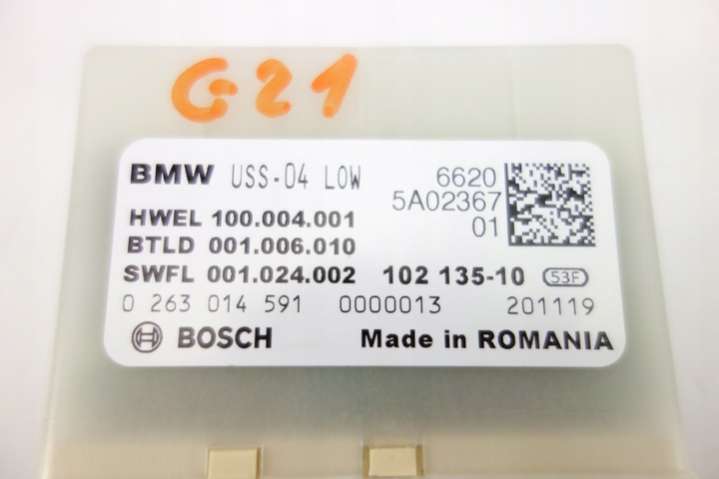 G21
BMW USS-04 LOW
6620
5A02367
01
HWEL 100.004.001
BTLD 001.006.010
SWFL 001.024.002 102 135-10 53F
0 263 014 591 0000013 201119
BOSCH Made in ROMANIA